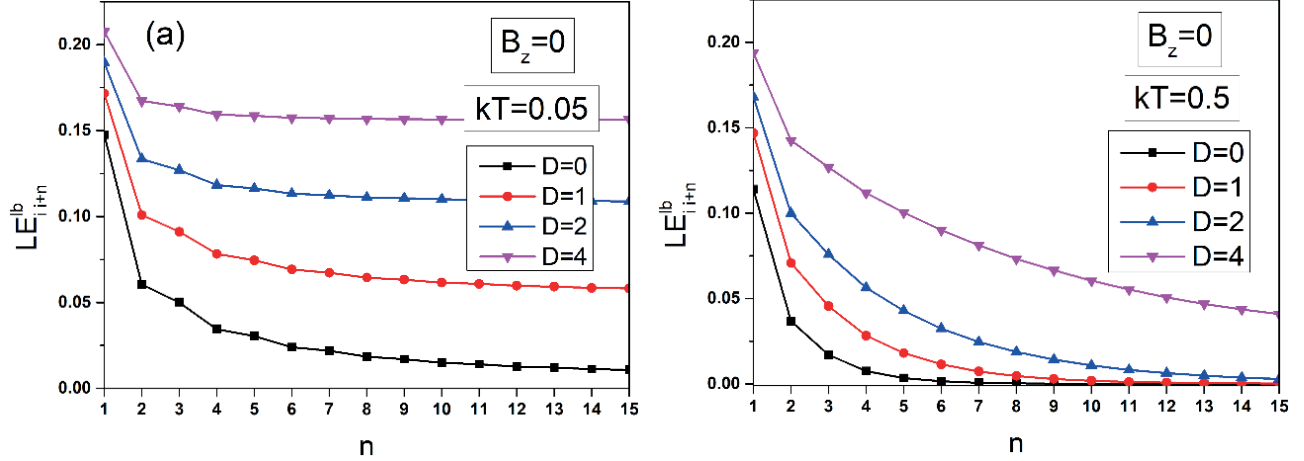 (a)
B_z=0
kT=0.05
D=0
D=1
D=2
D=4
0.20
0.15
0.10
0.05
0.00
LE^{lb}_{i i+n}
1 2 3 4 5 6 7 8 9 10 11 12 13 14 15
n
B_z=0
kT=0.5
D=0
D=1
D=2
D=4
0.20
0.15
0.10
0.05
0.00
LE^{lb}_{i i+n}
1 2 3 4 5 6 7 8 9 10 11 12 13 14 15
n